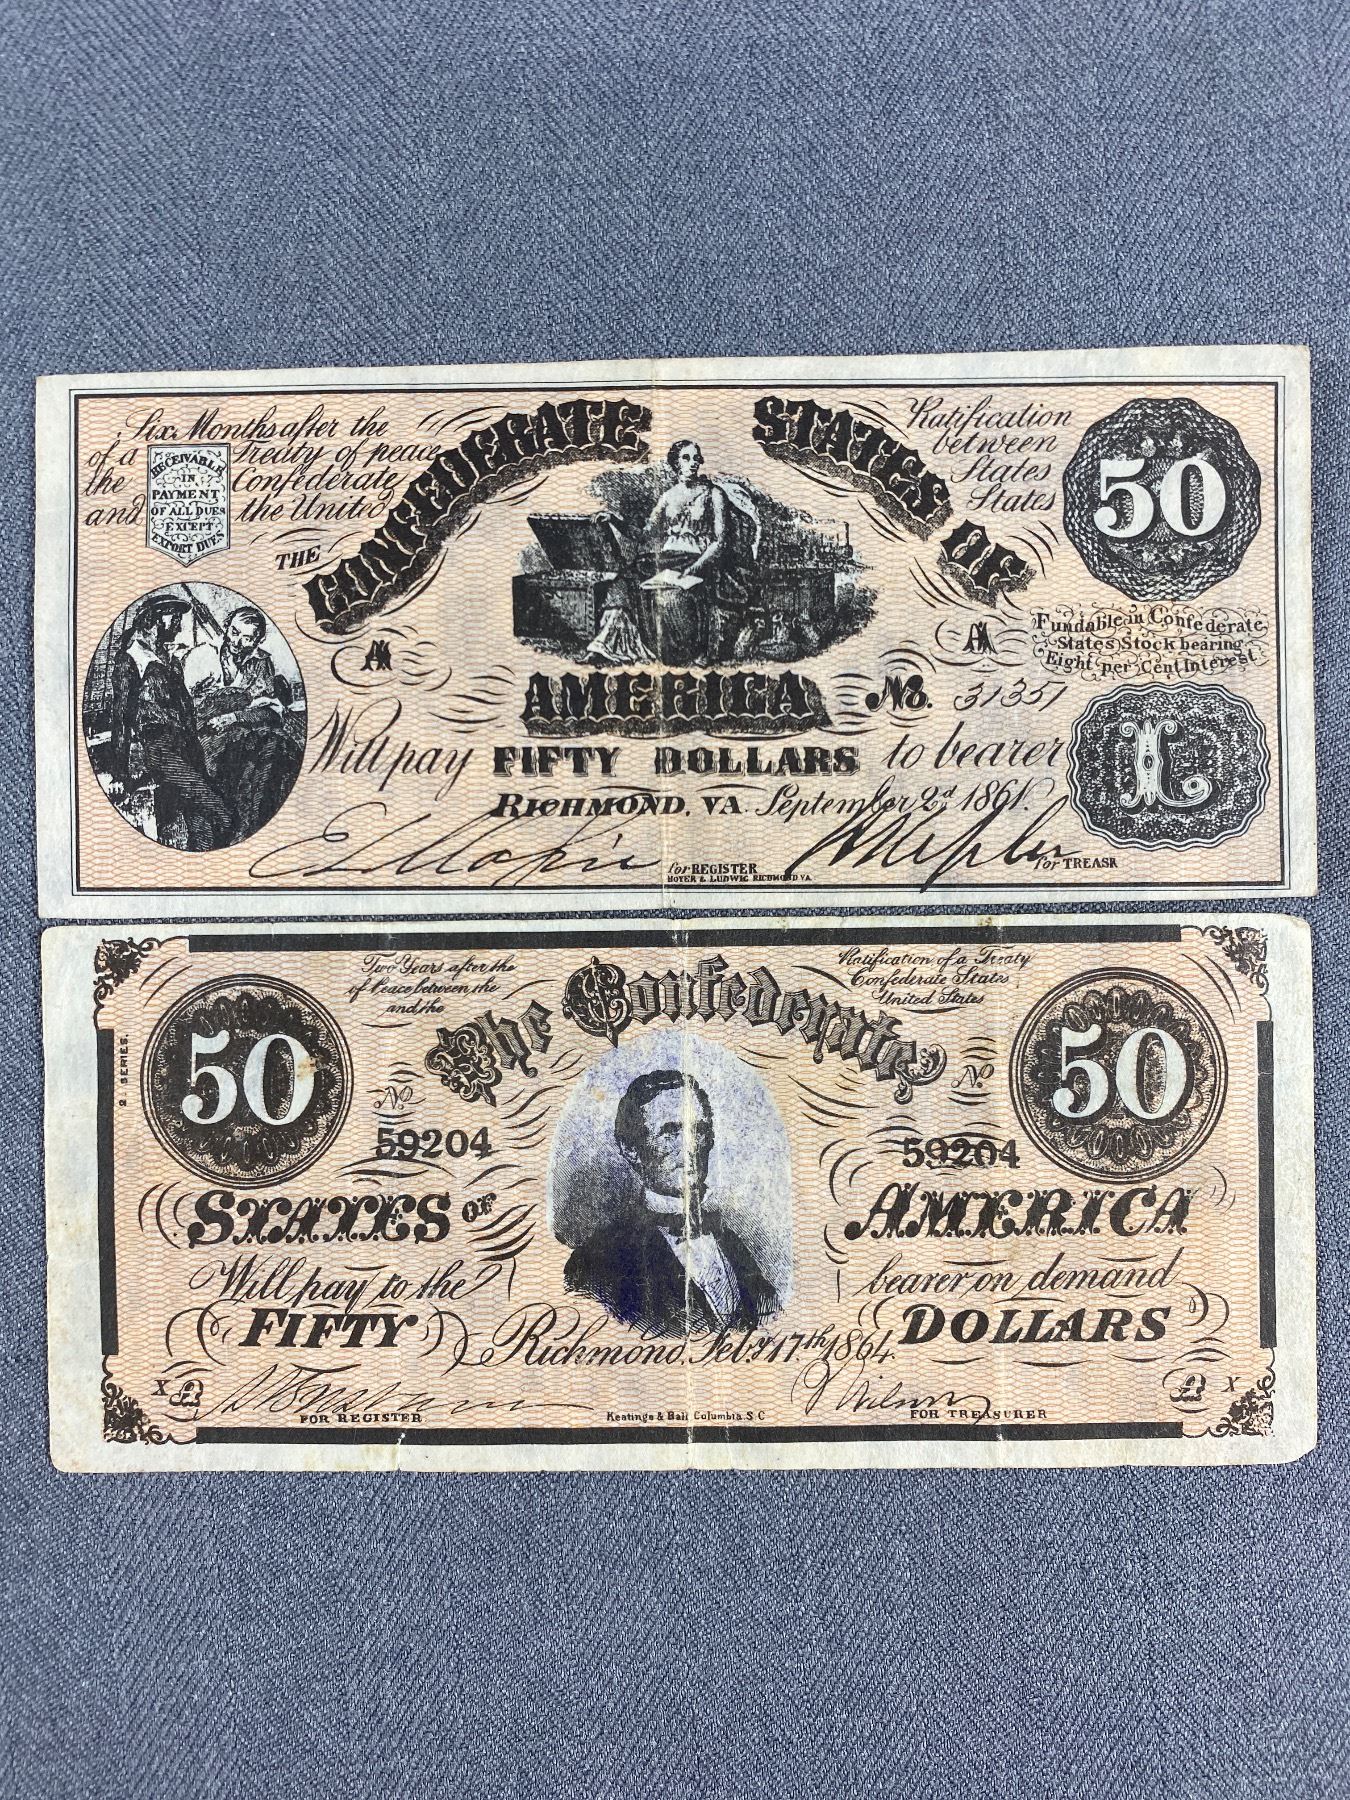 Six Months after the Ratification
of a Treaty of peace between
the Confederate States
and the United States
RECEIVABLE
IN
PAYMENT
OF ALL DUES
EXCEPT
EXPORT DUES
THE CONFEDERATE STATES OF
AMERICA
50
A A
Fundable in Confederate
States Stock bearing
Eight per Cent Interest
No. 31351
Will pay FIFTY DOLLARS to bearer
L
RICHMOND, VA. September 2d 1861.
for REGISTER
for TREASR
HOYER & LUDWIG RICHMOND VA.
Two Years after the Ratification of a Treaty
of Peace between the Confederate States
and the United States
The Confederate
50 50
2 SERIES.
No No
59204 59204
STATES OF AMERICA
Will pay to the bearer on demand
FIFTY DOLLARS
Richmond, Feby. 17th 1864.
X X
FOR REGISTER
Keatinge & Ball Columbia. S C
FOR TREASURER